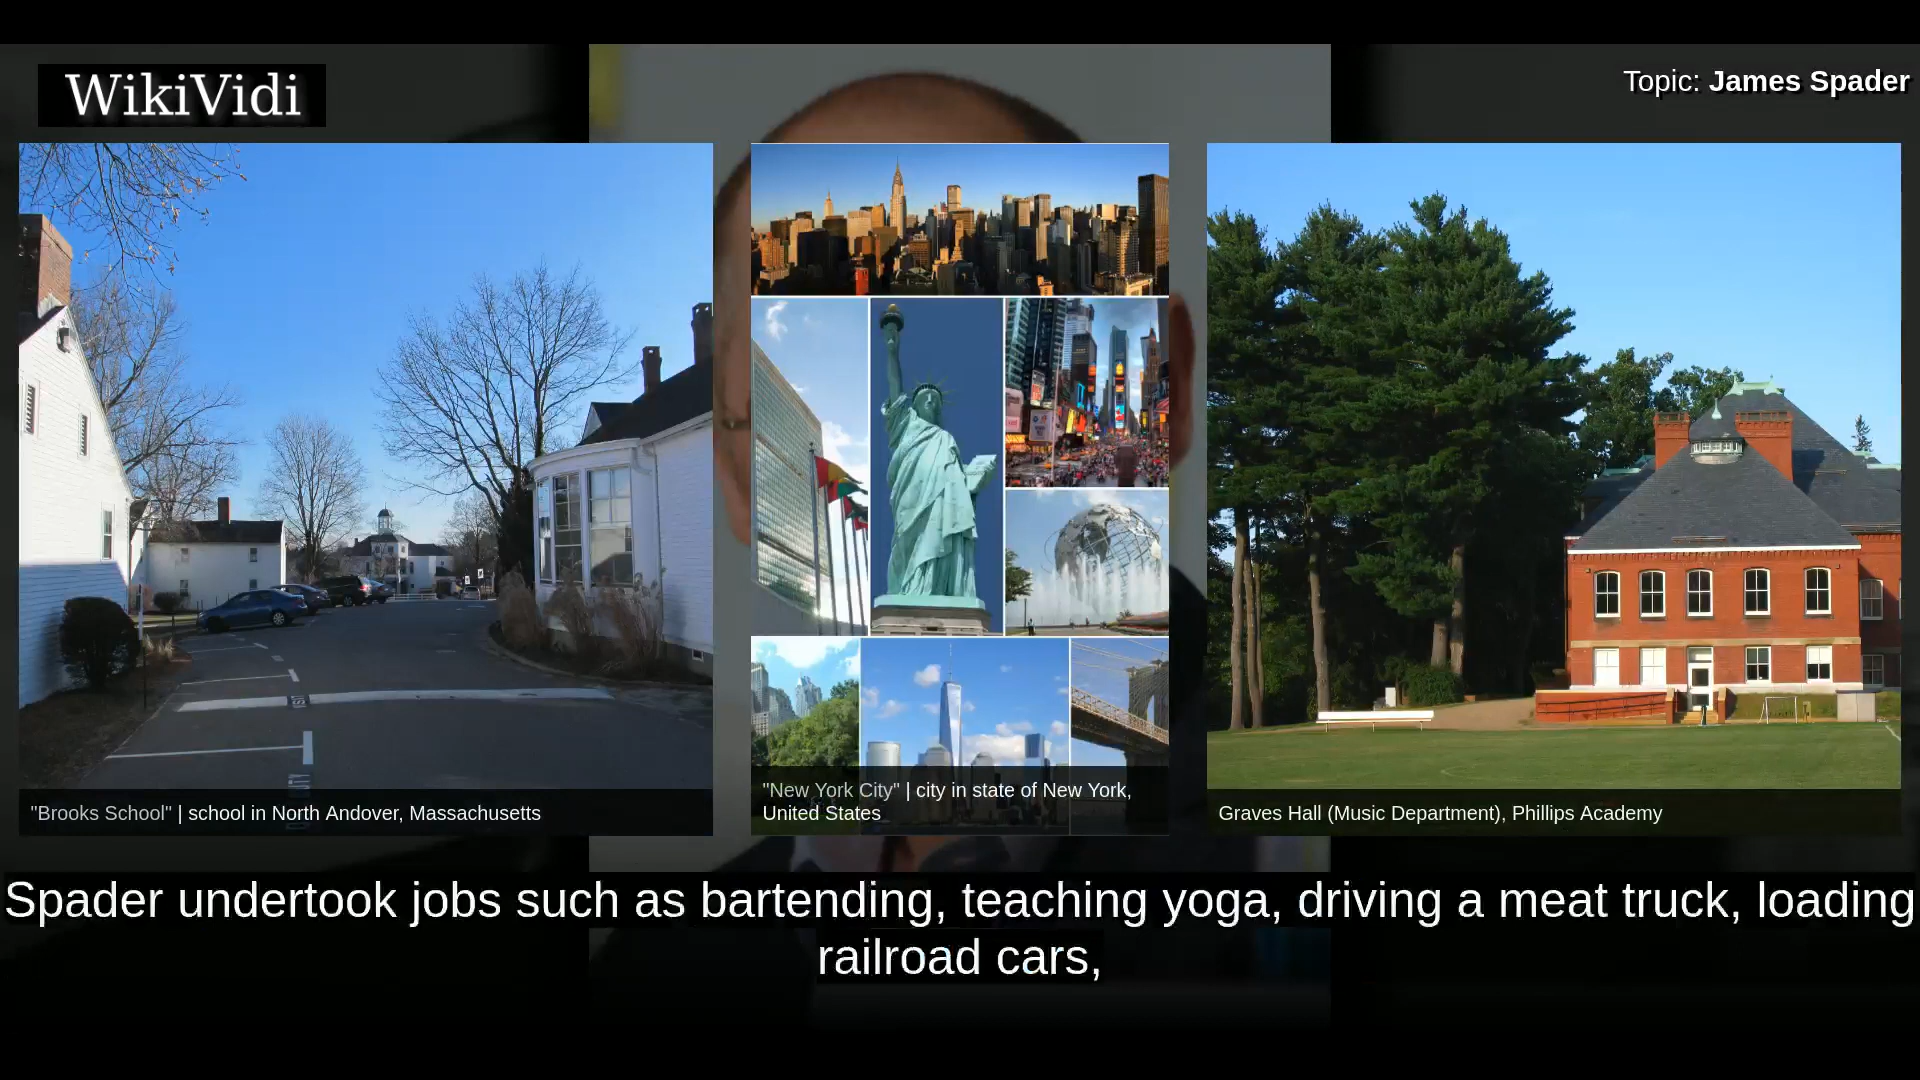 WikiVidi
Topic: James Spader
"Brooks School" | school in North Andover, Massachusetts
"New York City" | city in state of New York,
United States
Graves Hall (Music Department), Phillips Academy
Spader undertook jobs such as bartending, teaching yoga, driving a meat truck, loading
railroad cars,